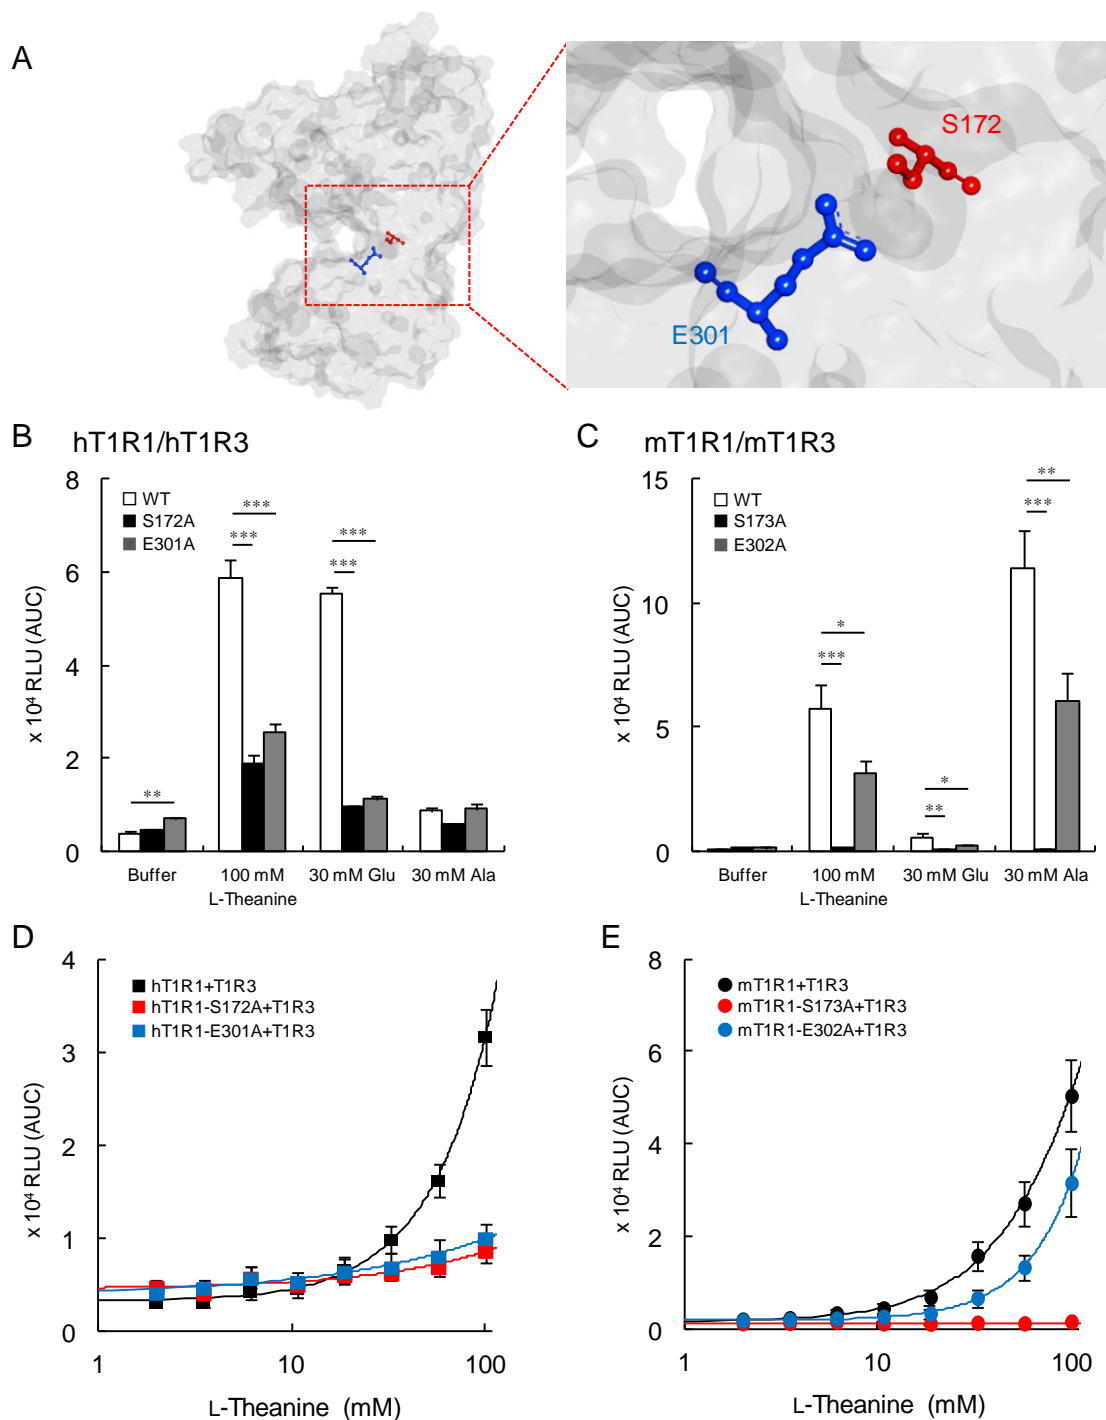 A
S172
E301
B hT1R1/hT1R3
8
6
4
2
0
x 10⁴ RLU (AUC)
WT
S172A
E301A
***
***
***
***
**
Buffer
100 mM
L-Theanine
30 mM Glu
30 mM Ala
C mT1R1/mT1R3
15
10
5
0
x 10⁴ RLU (AUC)
WT
S173A
E302A
**
***
*
***
*
**
Buffer
100 mM
L-Theanine
30 mM Glu
30 mM Ala
D
4
3
2
1
0
x 10⁴ RLU (AUC)
hT1R1+T1R3
hT1R1-S172A+T1R3
hT1R1-E301A+T1R3
1
10
100
L-Theanine (mM)
E
8
6
4
2
0
x 10⁴ RLU (AUC)
mT1R1+T1R3
mT1R1-S173A+T1R3
mT1R1-E302A+T1R3
1
10
100
L-Theanine (mM)